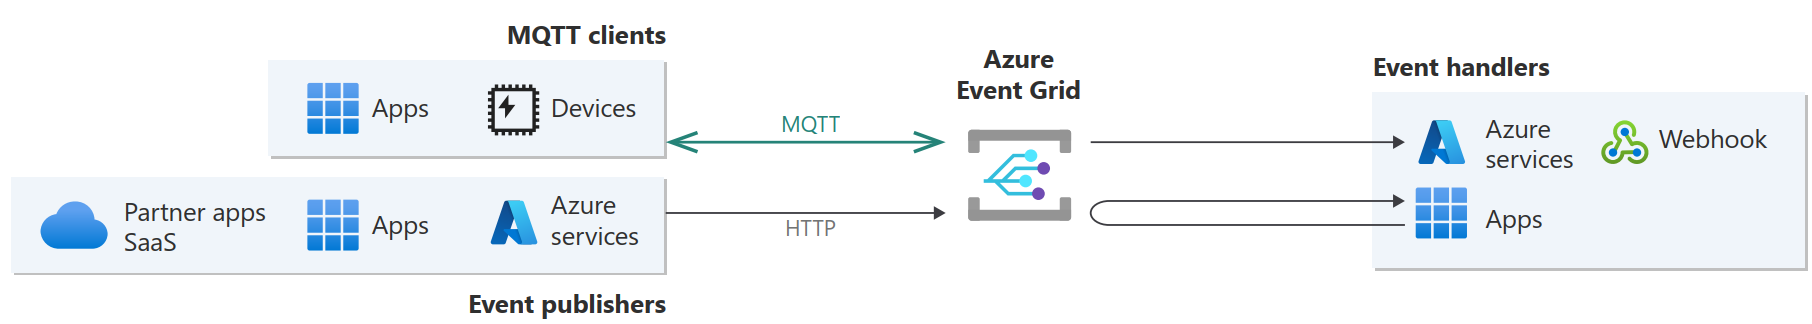 MQTT clients
Apps
Devices
Partner apps
SaaS
Apps
Azure
services
Event publishers
MQTT
HTTP
Azure
Event Grid
Event handlers
Azure
services
Webhook
Apps